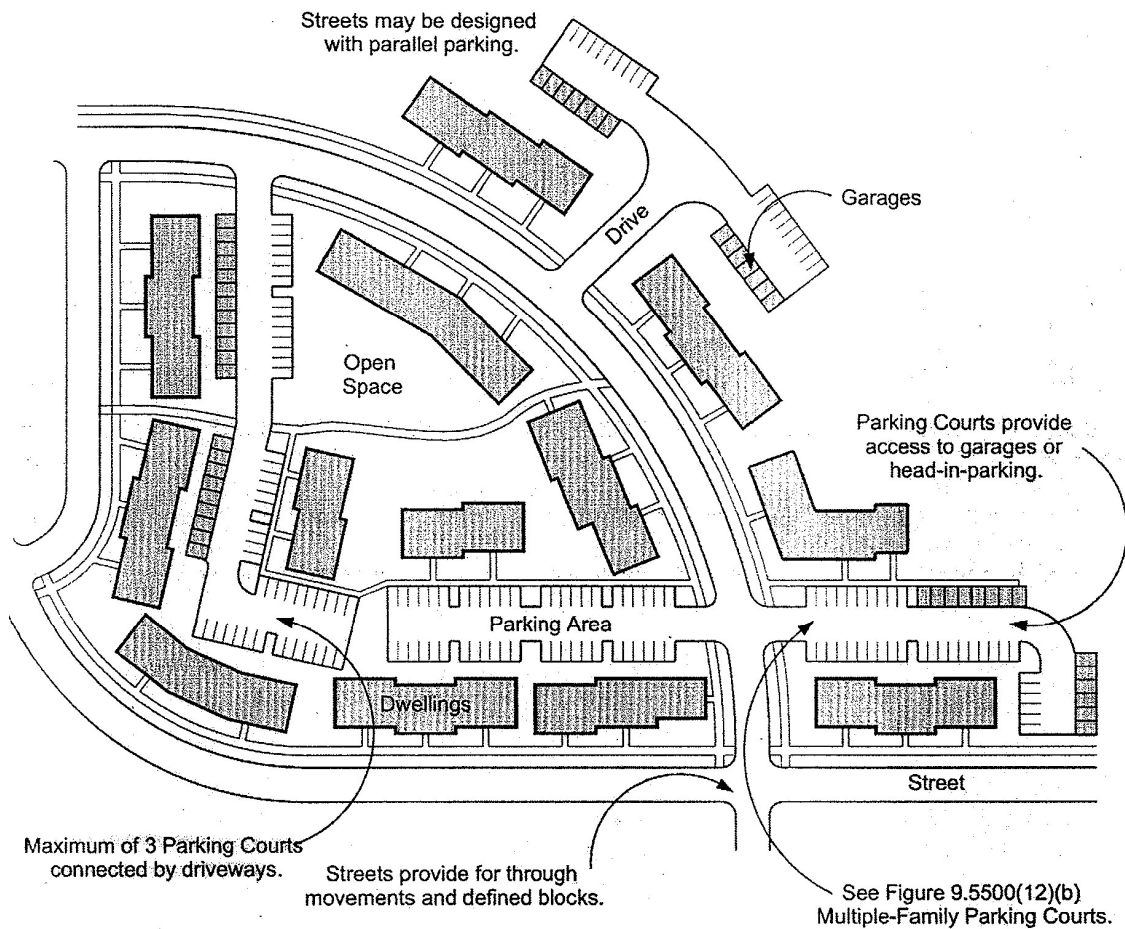 Streets may be designed
with parallel parking.
Garages
Drive
Open
Space
Parking Courts provide
access to garages or
head-in-parking.
Parking Area
Dwellings
Street
Maximum of 3 Parking Courts
connected by driveways.
Streets provide for through
movements and defined blocks.
See Figure 9.5500(12)(b)
Multiple-Family Parking Courts.